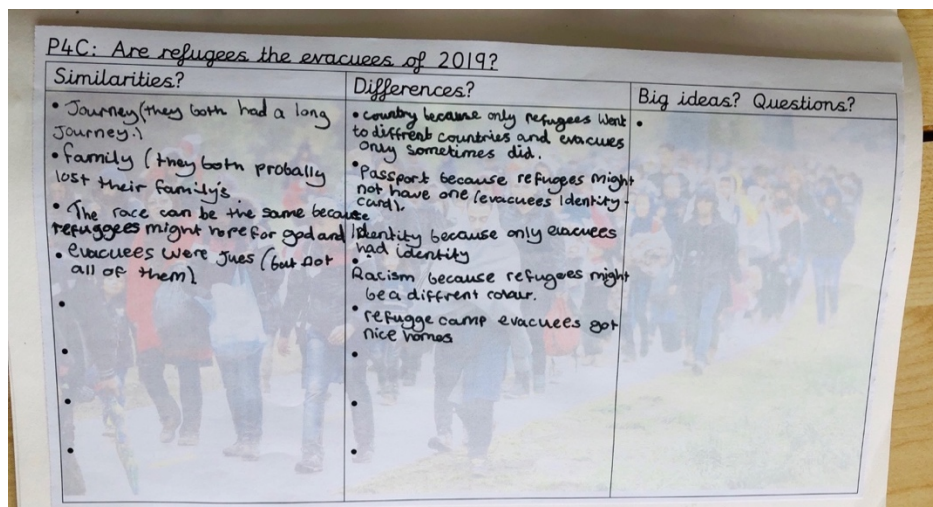 P4C: Are refugees the evacuees of 2019?
Similarities?
• Journey (they both had a long
journey.)
• family (they both probally
lost their family's.
• The race can be the same because
refuggees might hope for god and
• evacuees were Jues (but not
all of them)
Differences?
• country because only refugees went
to diffrent countries and evacues
only sometimes did.
• Passport because refugees might
not have one (evacuees identity-
card).
Identity because only evacuees
had identity
• Racism because refugees might
be a diffrent colour.
• refugge camp evacuees got
nice homes
Big ideas? Questions?